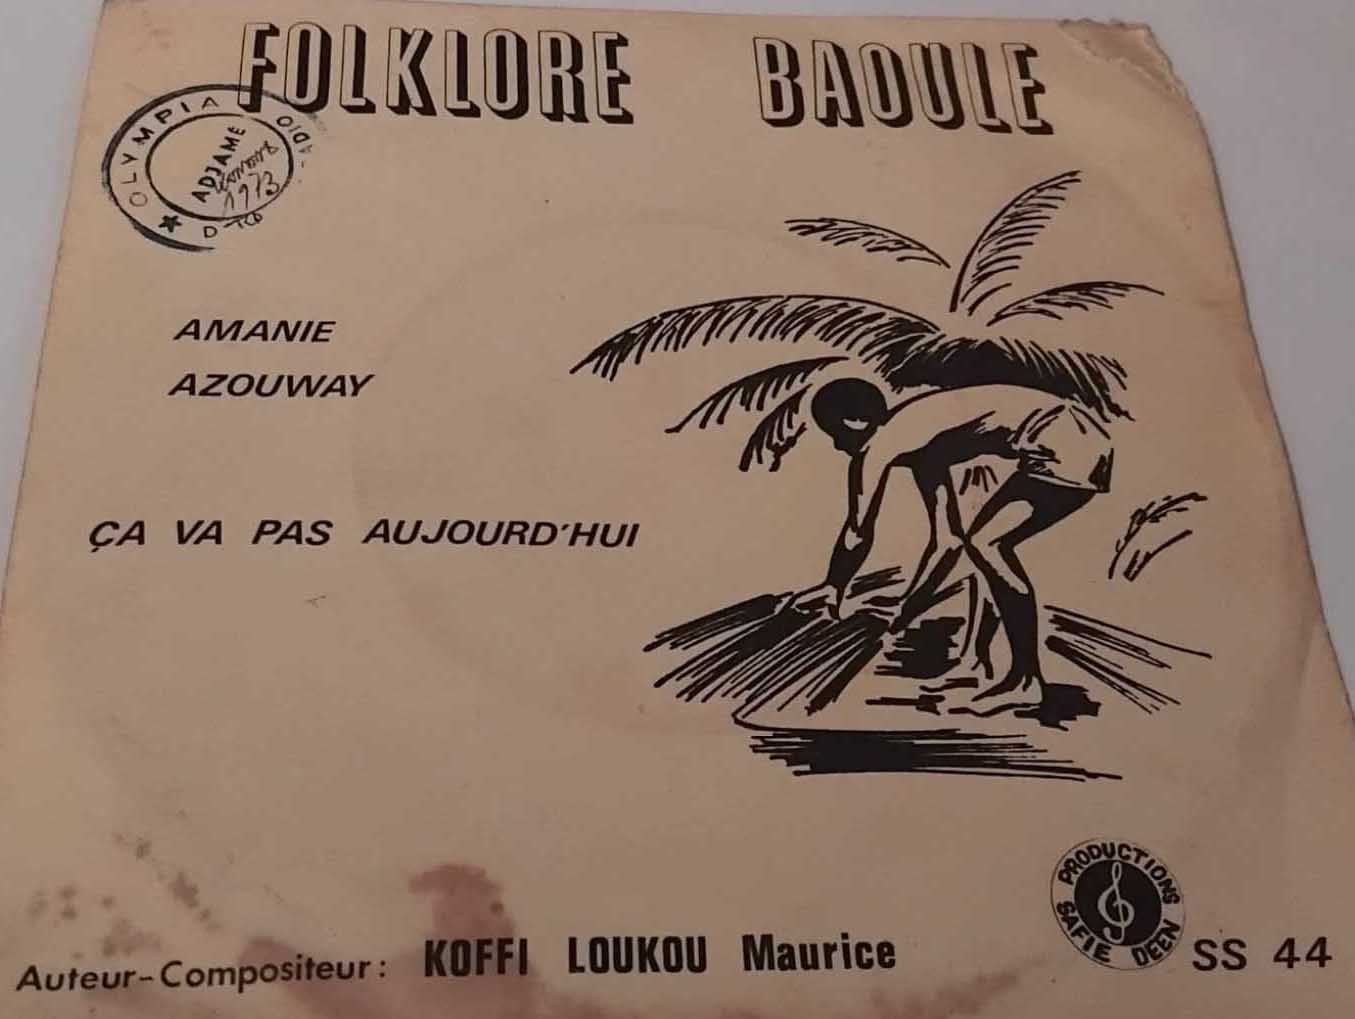 FOLKLORE BAOULE
OLYMPIA
ADJAME
1973
AMANIE
AZOUWAY
ÇA VA PAS AUJOURD'HUI
PRODUCTIONS
SAFIE DEEN
SS 44
Auteur-Compositeur: KOFFI LOUKOU Maurice